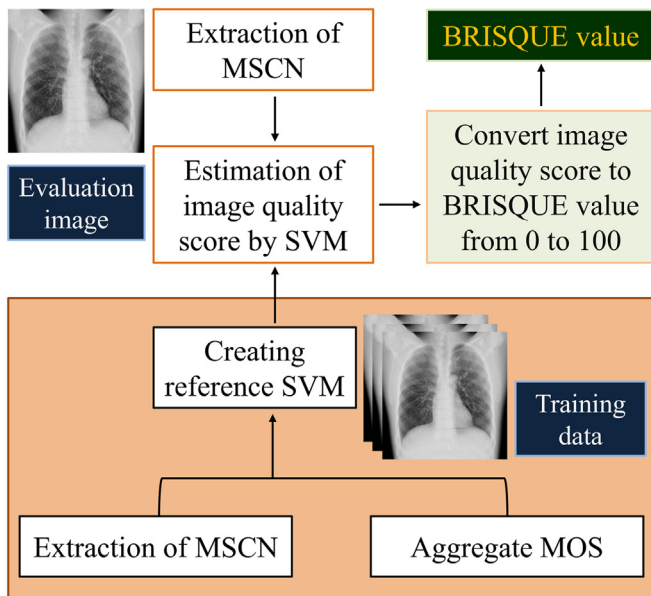 Extraction of
MSCN
BRISQUE value
Evaluation
image
Estimation of
image quality
score by SVM
Convert image
quality score to
BRISQUE value
from 0 to 100
Creating
reference SVM
Training
data
Extraction of MSCN
Aggregate MOS